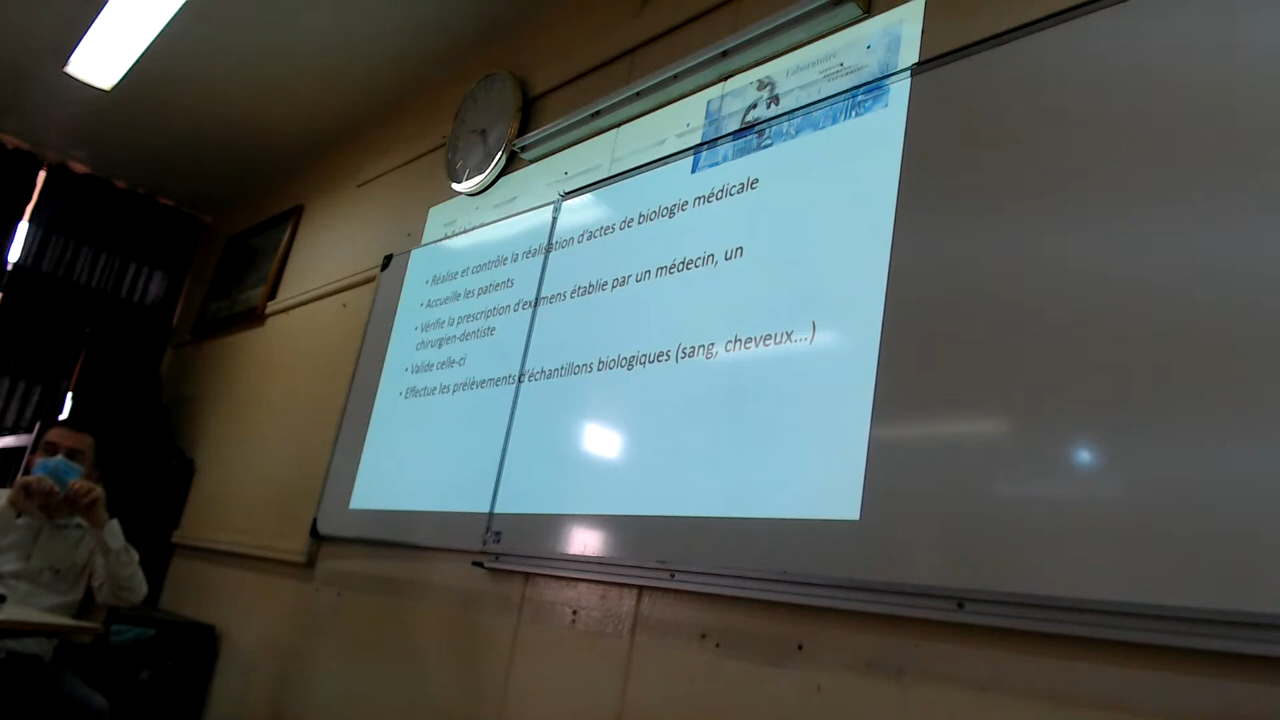 Laboratoire
• Réalise et contrôle la réalisation d'actes de biologie médicale
• Accueille les patients
• Vérifie la prescription d'examens établie par un médecin, un
chirurgien-dentiste
• Valide celle-ci
• Effectue les prélèvements d'échantillons biologiques (sang, cheveux...)